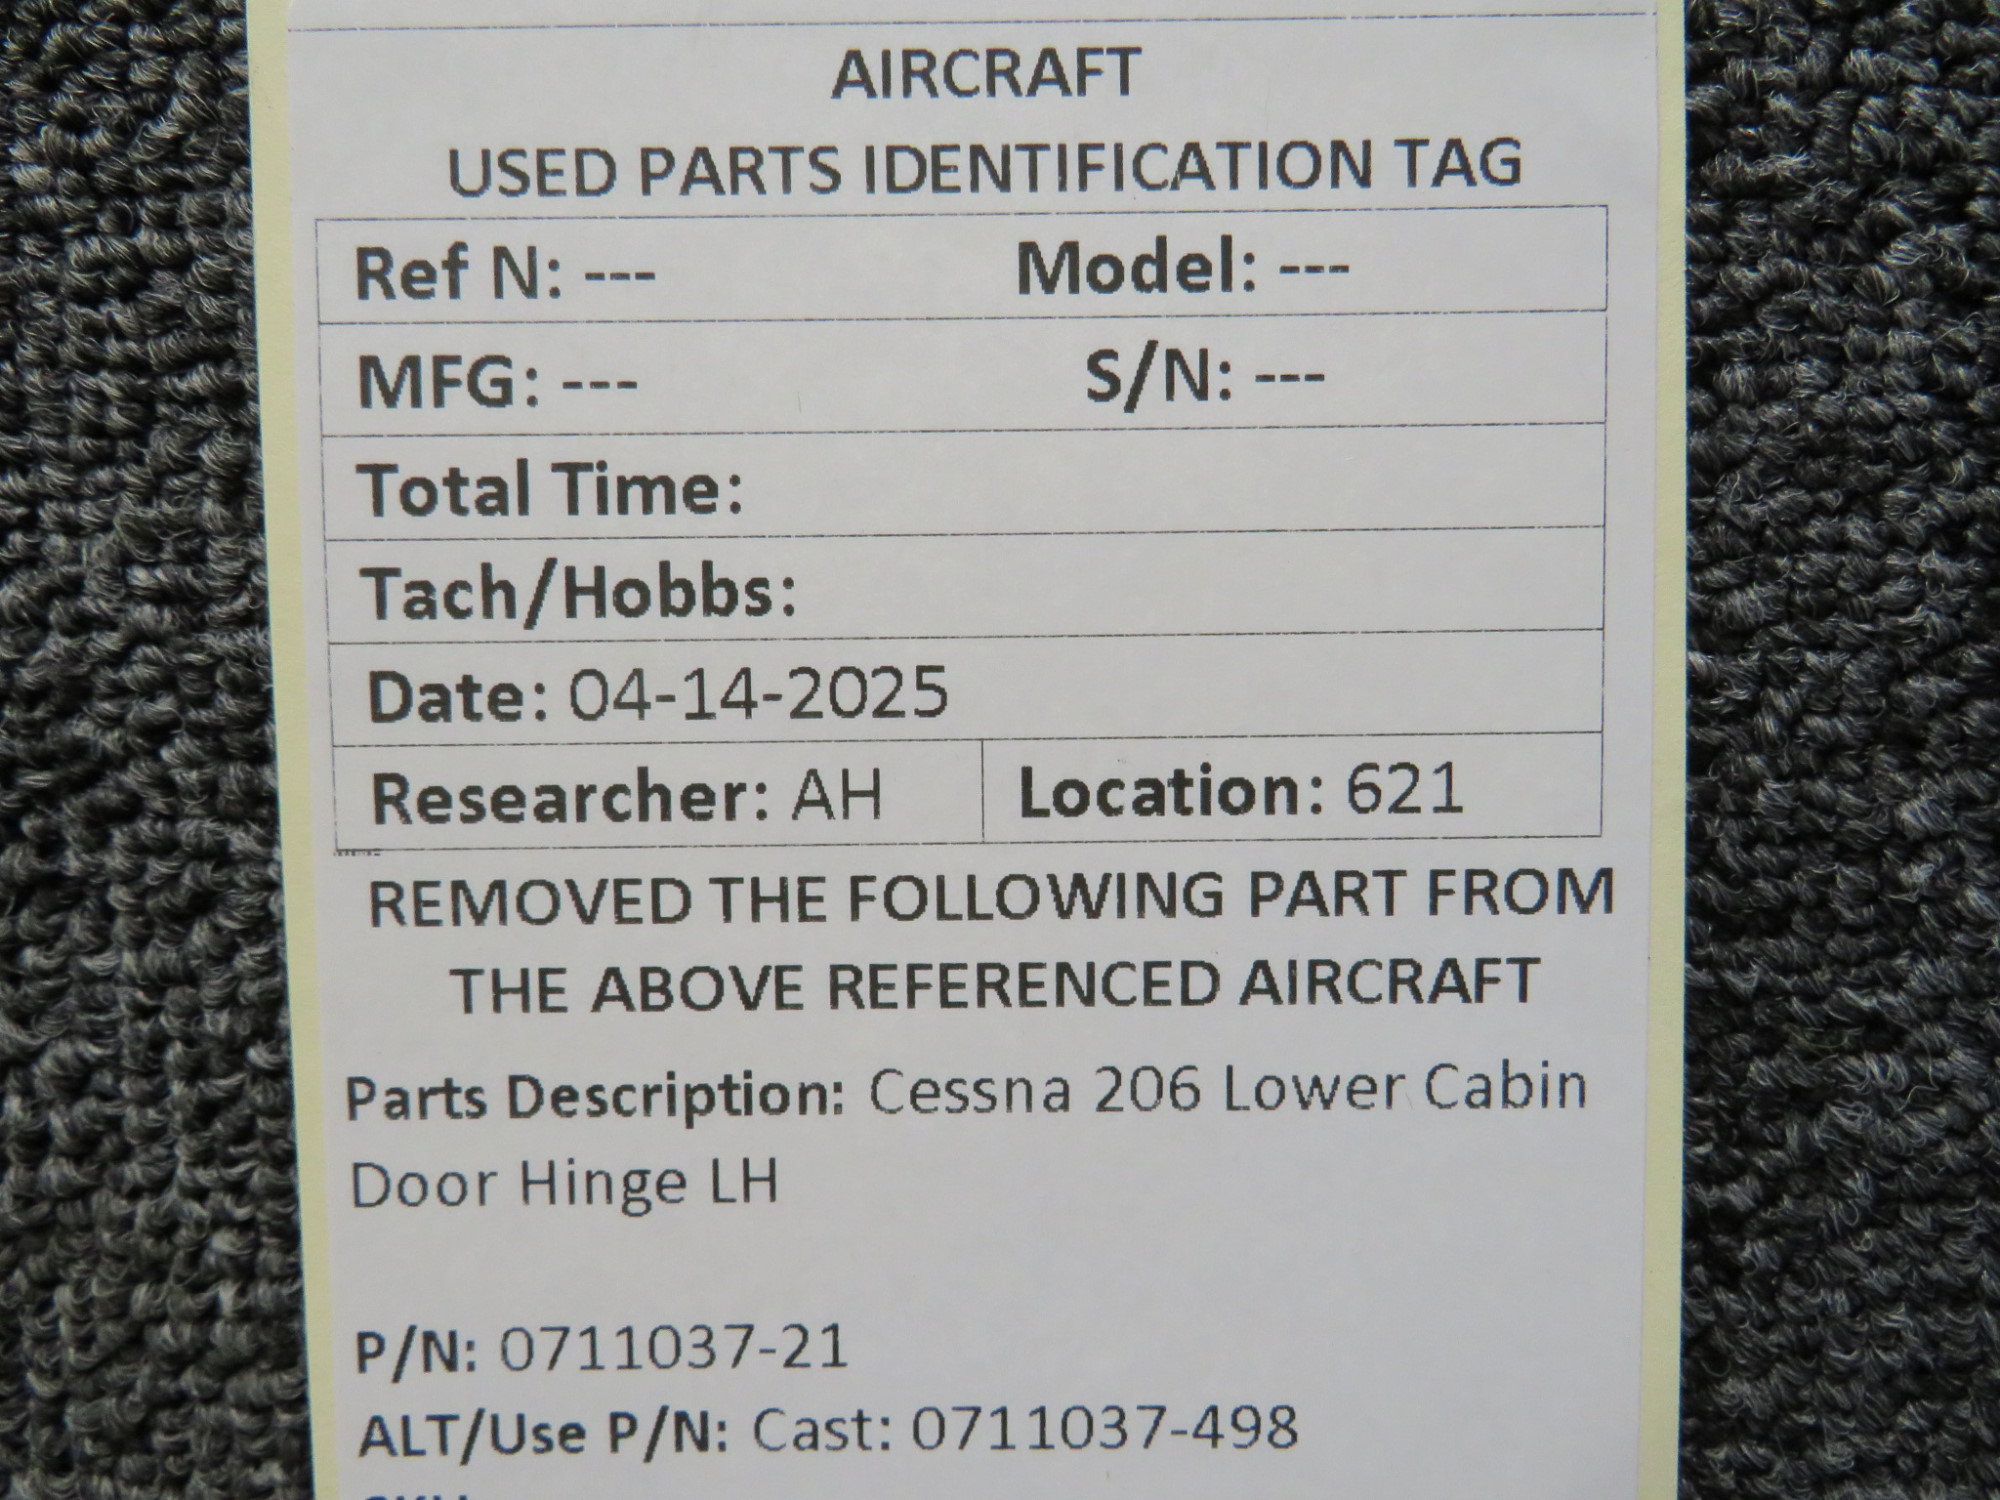 AIRCRAFT
USED PARTS IDENTIFICATION TAG
Ref N: --- Model: ---
MFG: --- S/N: ---
Total Time:
Tach/Hobbs:
Date: 04-14-2025
Researcher: AH Location: 621
REMOVED THE FOLLOWING PART FROM
THE ABOVE REFERENCED AIRCRAFT
Parts Description: Cessna 206 Lower Cabin
Door Hinge LH
P/N: 0711037-21
ALT/Use P/N: Cast: 0711037-498